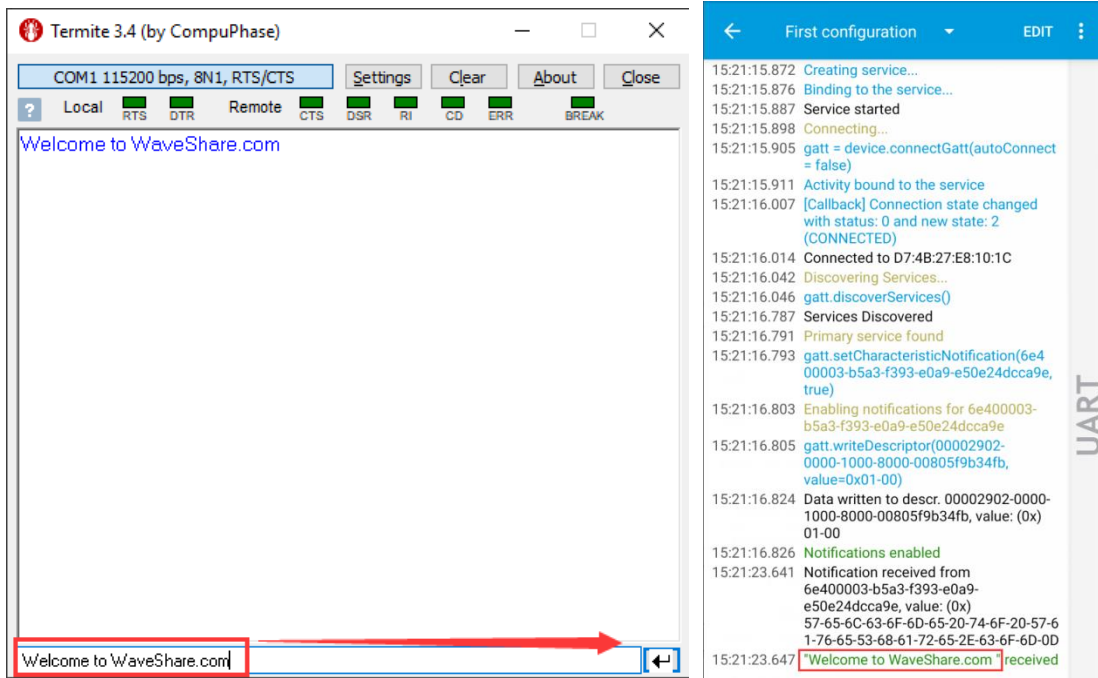 Termite 3.4 (by CompuPhase)
COM1 115200 bps, 8N1, RTS/CTS Settings Clear About Close
? Local RTS DTR Remote CTS DSR RI CD ERR BREAK
Welcome to WaveShare.com
Welcome to WaveShare.com
First configuration EDIT
15:21:15.872 Creating service...
15:21:15.876 Binding to the service...
15:21:15.887 Service started
15:21:15.898 Connecting...
15:21:15.905 gatt = device.connectGatt(autoConnect
= false)
15:21:15.911 Activity bound to the service
15:21:16.007 [Callback] Connection state changed
with status: 0 and new state: 2
(CONNECTED)
15:21:16.014 Connected to D7:4B:27:E8:10:1C
15:21:16.042 Discovering Services...
15:21:16.046 gatt.discoverServices()
15:21:16.787 Services Discovered
15:21:16.791 Primary service found
15:21:16.793 gatt.setCharacteristicNotification(6e4
00003-b5a3-f393-e0a9-e50e24dcca9e,
true)
15:21:16.803 Enabling notifications for 6e400003-
b5a3-f393-e0a9-e50e24dcca9e
15:21:16.805 gatt.writeDescriptor(00002902-
0000-1000-8000-00805f9b34fb,
value=0x01-00)
15:21:16.824 Data written to descr. 00002902-0000-
1000-8000-00805f9b34fb, value: (0x)
01-00
15:21:16.826 Notifications enabled
15:21:23.641 Notification received from
6e400003-b5a3-f393-e0a9-
e50e24dcca9e, value: (0x)
57-65-6C-63-6F-6D-65-20-74-6F-20-57-6
1-76-65-53-68-61-72-65-2E-63-6F-6D-0D
15:21:23.647 "Welcome to WaveShare.com " received
UART